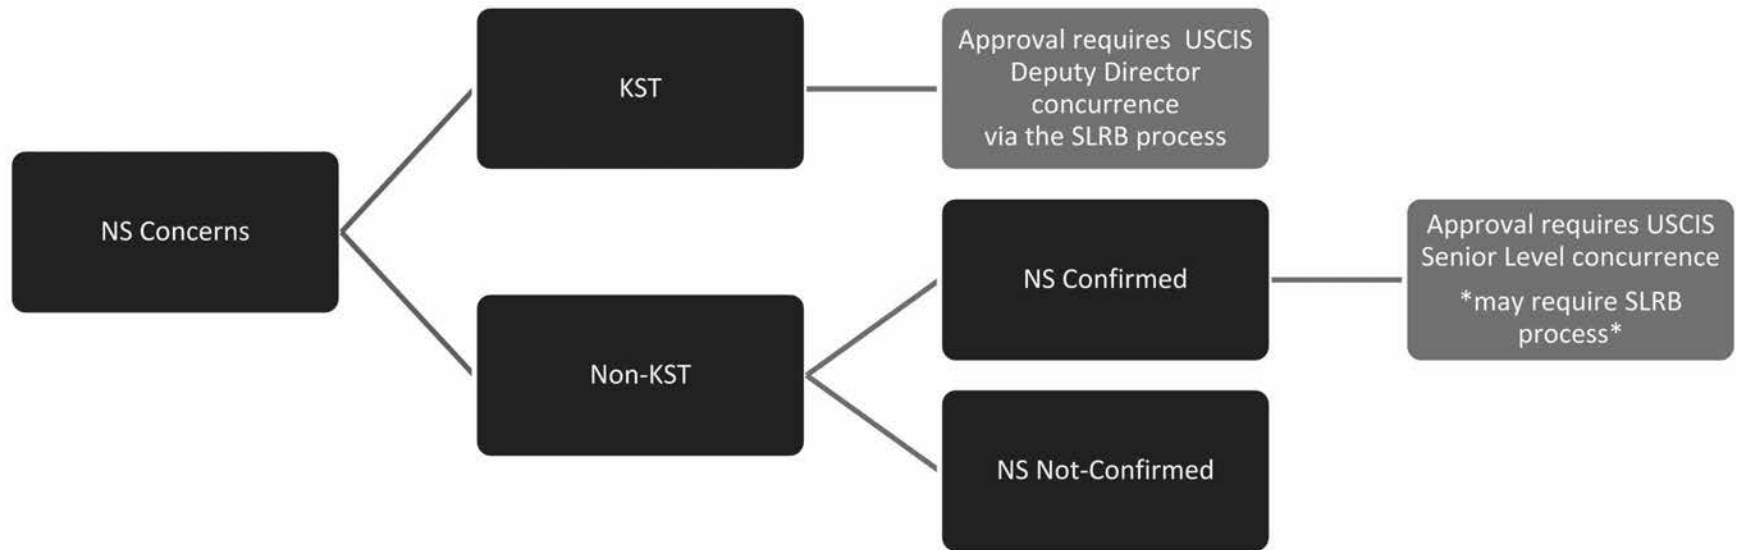 NS Concerns
KST
Approval requires USCIS
Deputy Director
concurrence
via the SLRB process
Non-KST
NS Confirmed
Approval requires USCIS
Senior Level concurrence
*may require SLRB
process*
NS Not-Confirmed